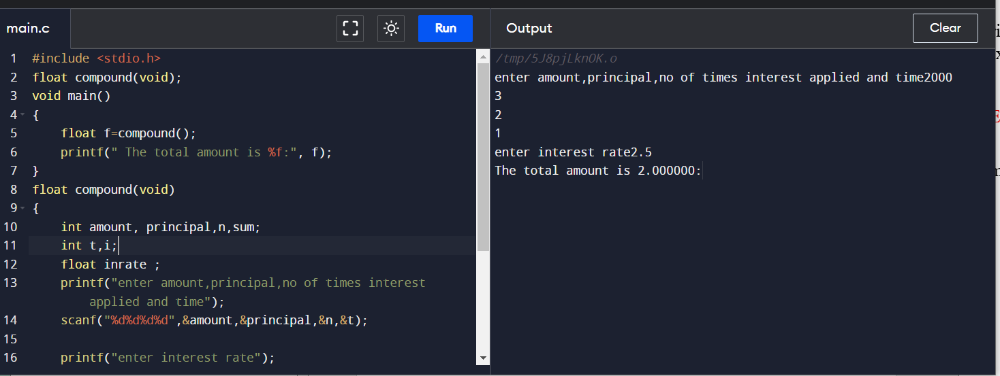 main.c
Run
1 #include <stdio.h>
2 float compound(void);
3 void main()
4 {
5 float f=compound();
6 printf(" The total amount is %f:", f);
7 }
8 float compound(void)
9 {
10 int amount, principal,n,sum;
11 int t,i;
12 float inrate ;
13 printf("enter amount,principal,no of times interest
applied and time");
14 scanf("%d%d%d%d",&amount,&principal,&n,&t);
15
16 printf("enter interest rate");
Output
Clear
/tmp/5J8pjLknOK.o
enter amount,principal,no of times interest applied and time2000
3
2
1
enter interest rate2.5
The total amount is 2.000000: